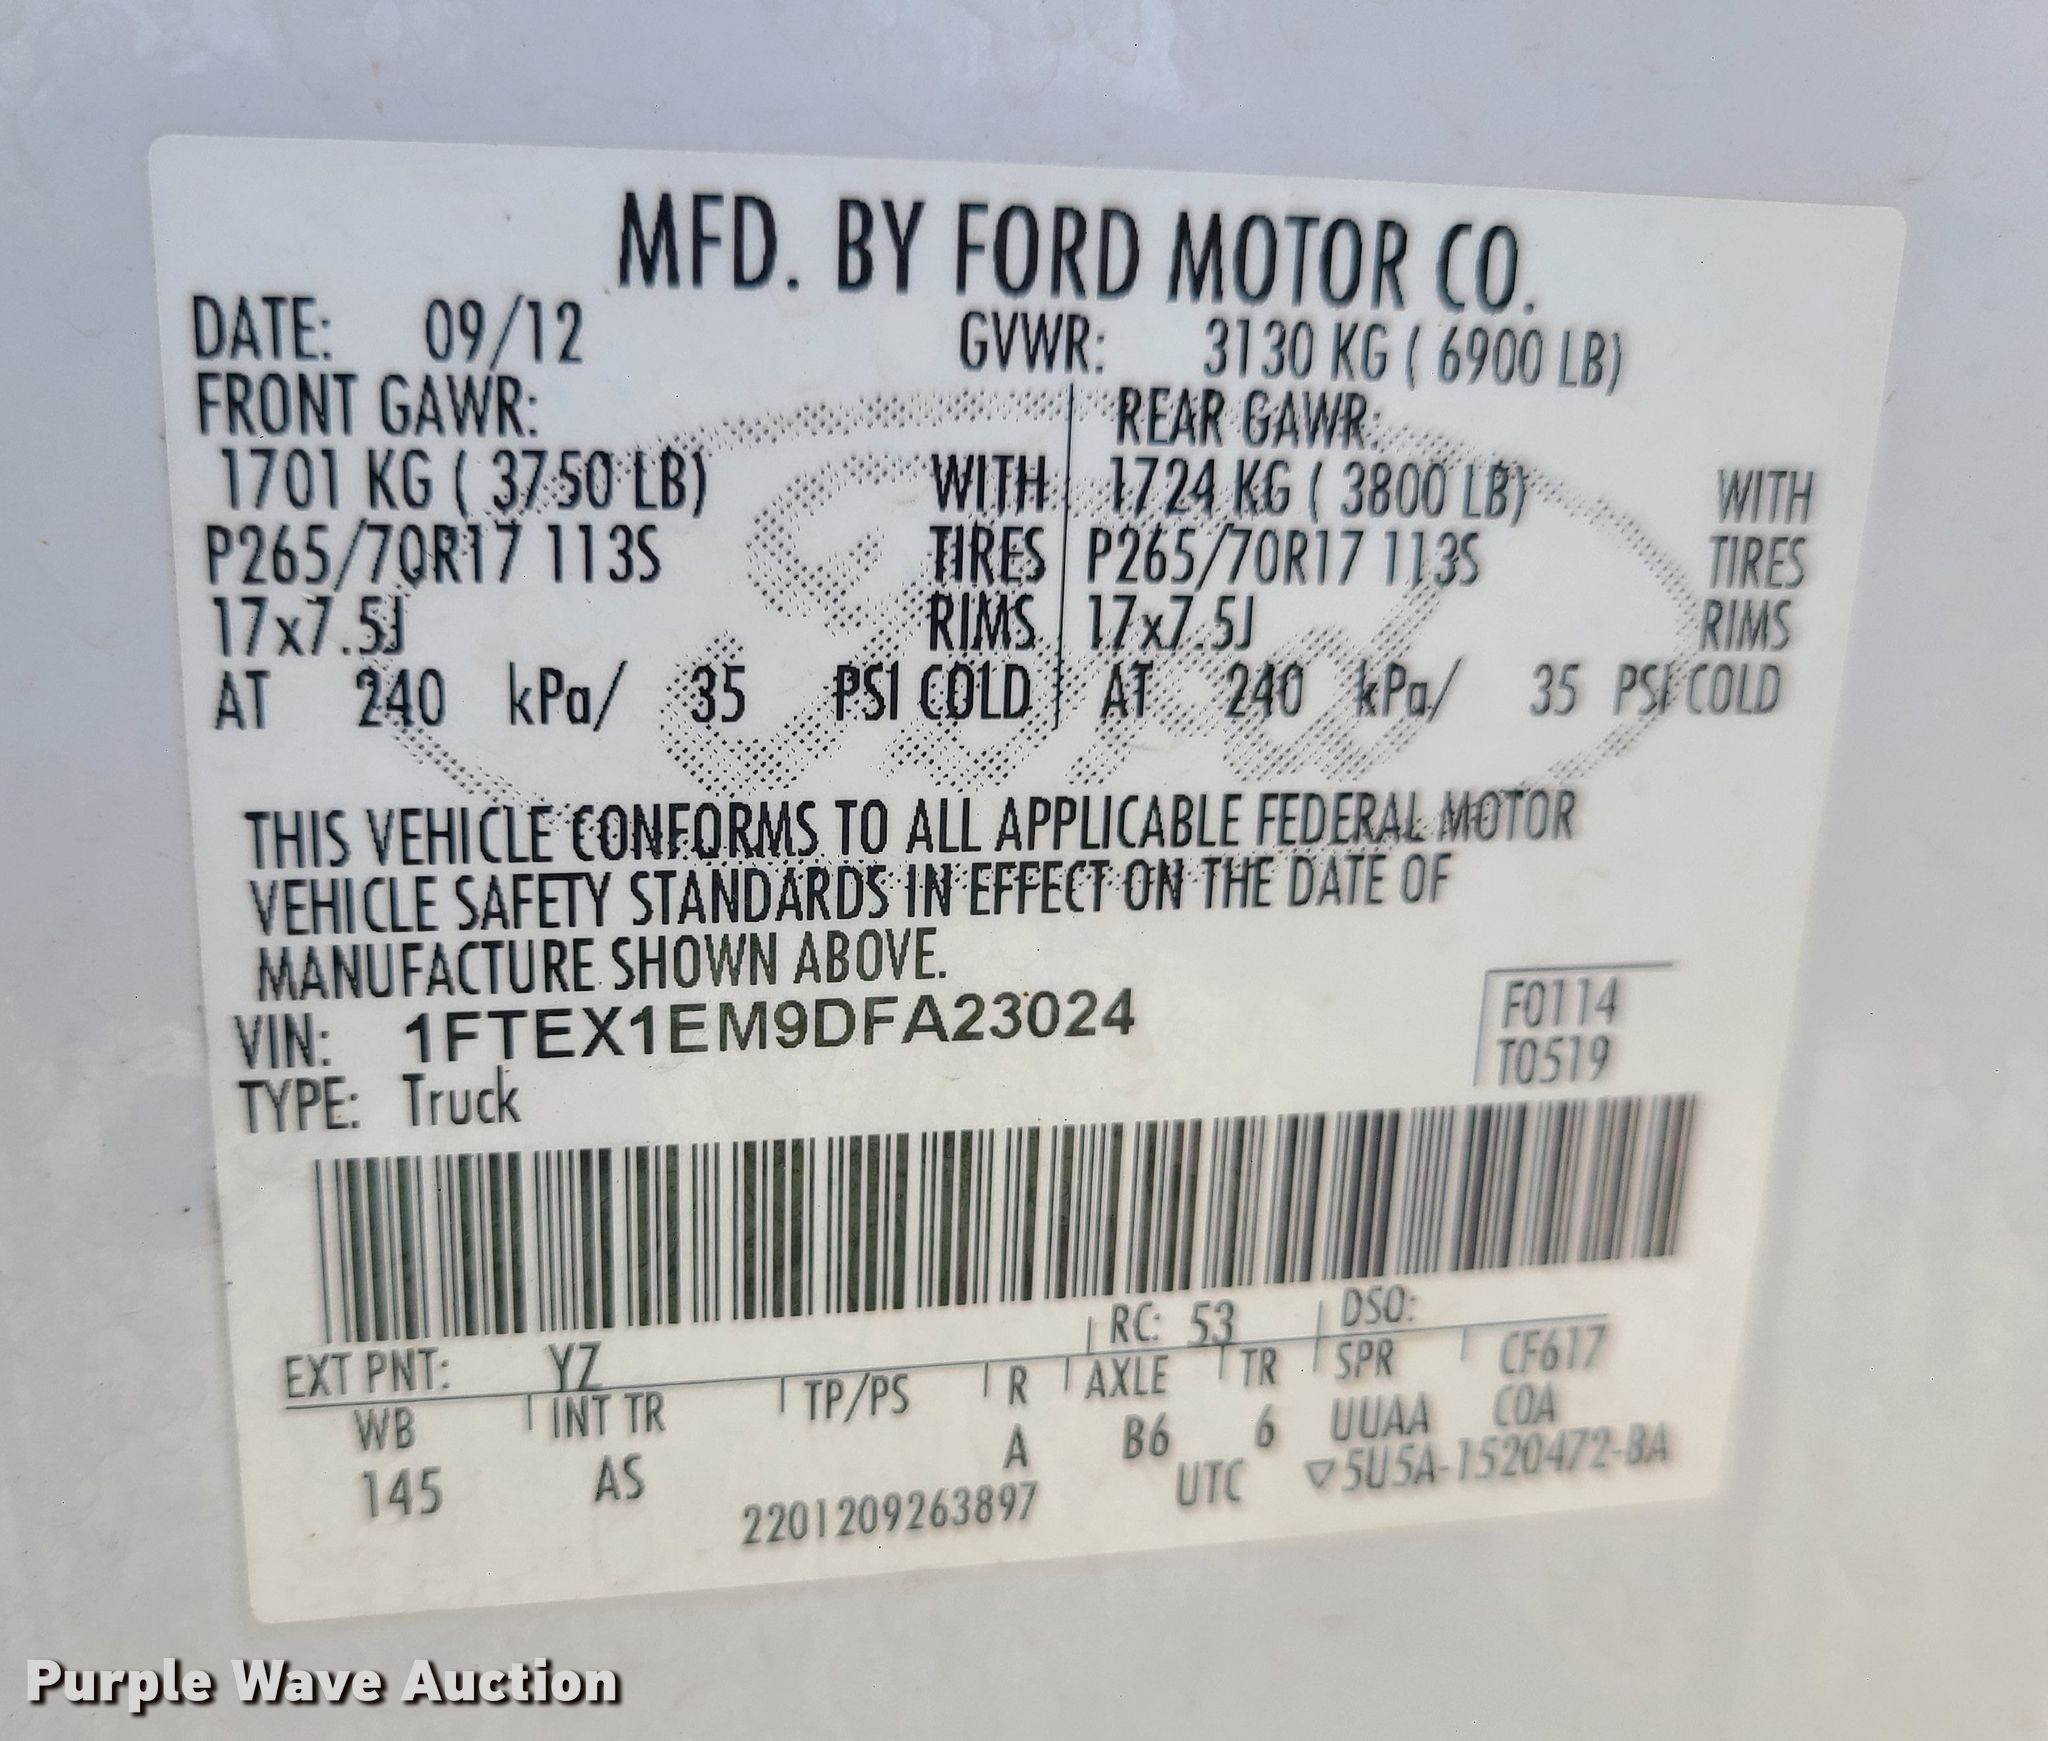 MFD. BY FORD MOTOR CO.
DATE: 09/12 GVWR: 3130 KG ( 6900 LB)
FRONT GAWR: REAR GAWR:
1701 KG ( 3750 LB) WITH 1724 KG ( 3800 LB) WITH
P265/70R17 113S TIRES P265/70R17 113S TIRES
17x7.5J RIMS 17x7.5J RIMS
AT 240 kPa/ 35 PSI COLD AT 240 kPa/ 35 PSI COLD
Ford
THIS VEHICLE CONFORMS TO ALL APPLICABLE FEDERAL MOTOR
VEHICLE SAFETY STANDARDS IN EFFECT ON THE DATE OF
MANUFACTURE SHOWN ABOVE.
VIN: 1FTEX1EM9DFA23024 F0114
TYPE: Truck T0519
EXT PNT: YZ RC: 53 DSO:
WB INT TR TP/PS R AXLE TR SPR CF617
145 AS A B6 6 UUAA COA
2201209263897 UTC ▽5U5A-1520472-BA
Purple Wave Auction